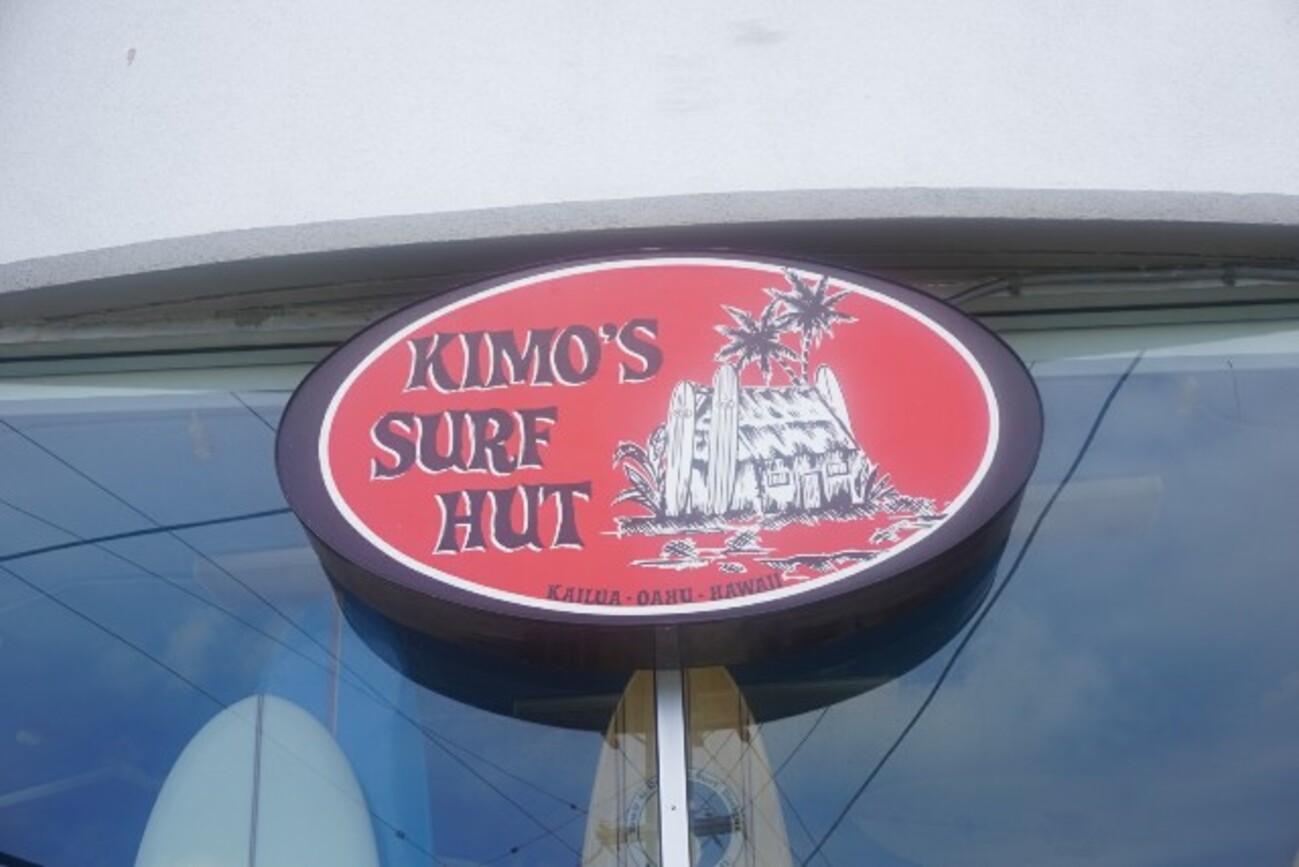 KIMO'S
SURF
HUT
KAILUA - OAHU - HAWAII